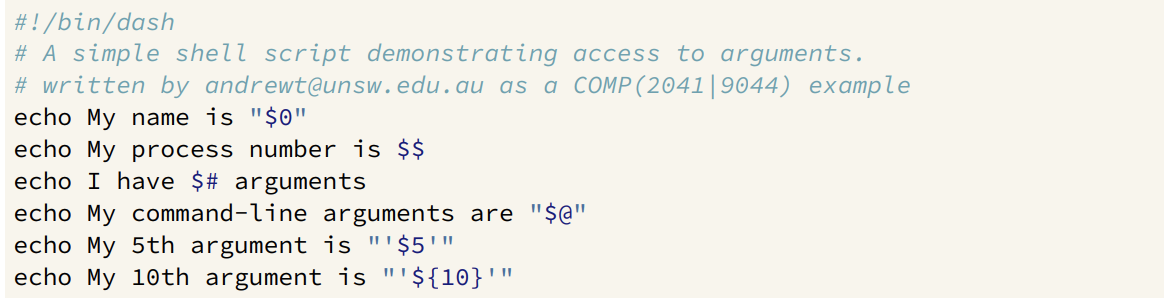 #!/bin/dash
# A simple shell script demonstrating access to arguments.
# written by andrewt@unsw.edu.au as a COMP(2041|9044) example
echo My name is "$0"
echo My process number is $$
echo I have $# arguments
echo My command-line arguments are "$@"
echo My 5th argument is "'$5'"
echo My 10th argument is "'${10}'"